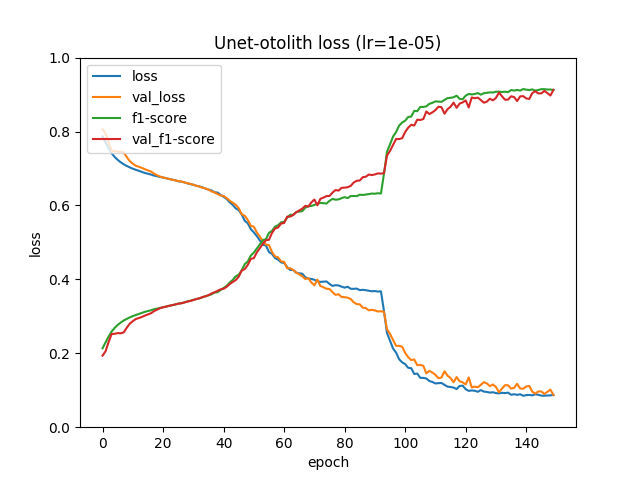 Unet-otolith loss (lr=1e-05)
loss
val_loss
f1-score
val_f1-score
1.0
0.8
0.6
0.4
0.2
0.0
loss
0 20 40 60 80 100 120 140
epoch